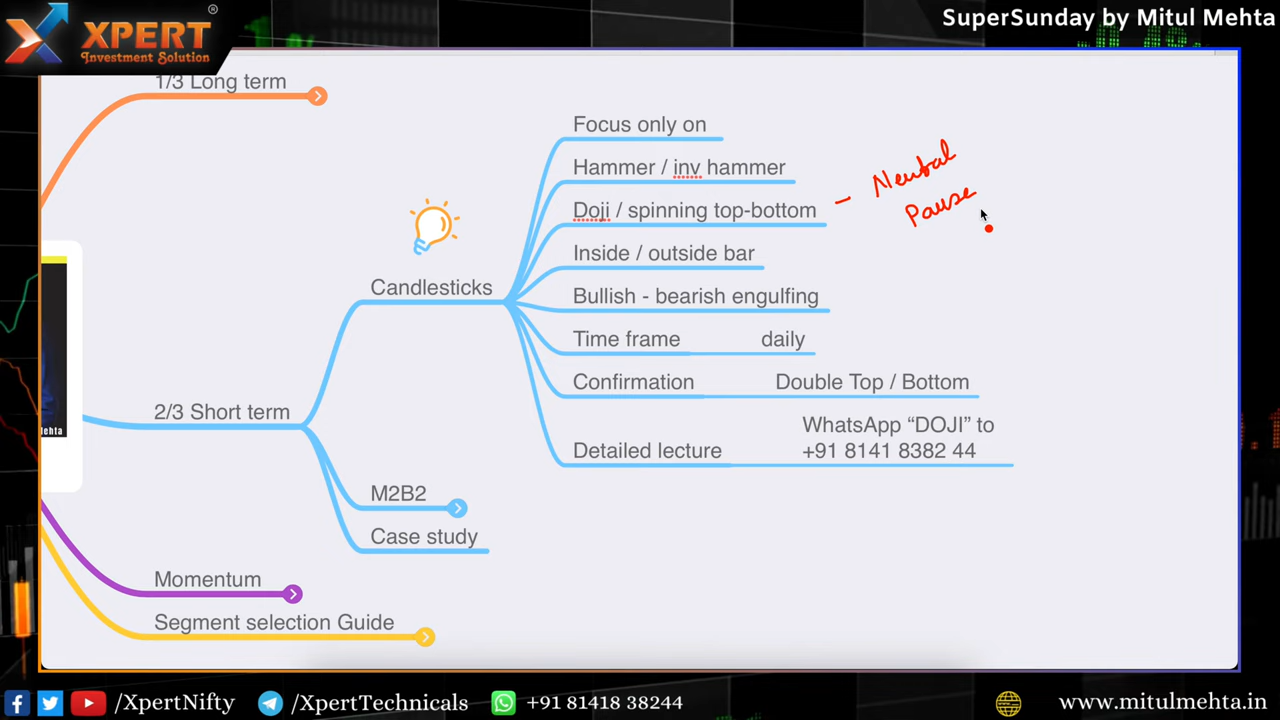 SuperSunday by Mitul Mehta
XPERT
Investment Solution
®
1/3 Long term
Focus only on
Hammer / inv hammer
Doji / spinning top-bottom
- Neutral
Pause
Inside / outside bar
Candlesticks
Bullish - bearish engulfing
Time frame daily
Confirmation Double Top / Bottom
2/3 Short term
Detailed lecture WhatsApp “DOJI” to
+91 8141 8382 44
ehta
M2B2
Case study
Momentum
Segment selection Guide
/XpertNifty
/XpertTechnicals
+91 81418 38244
www.mitulmehta.in